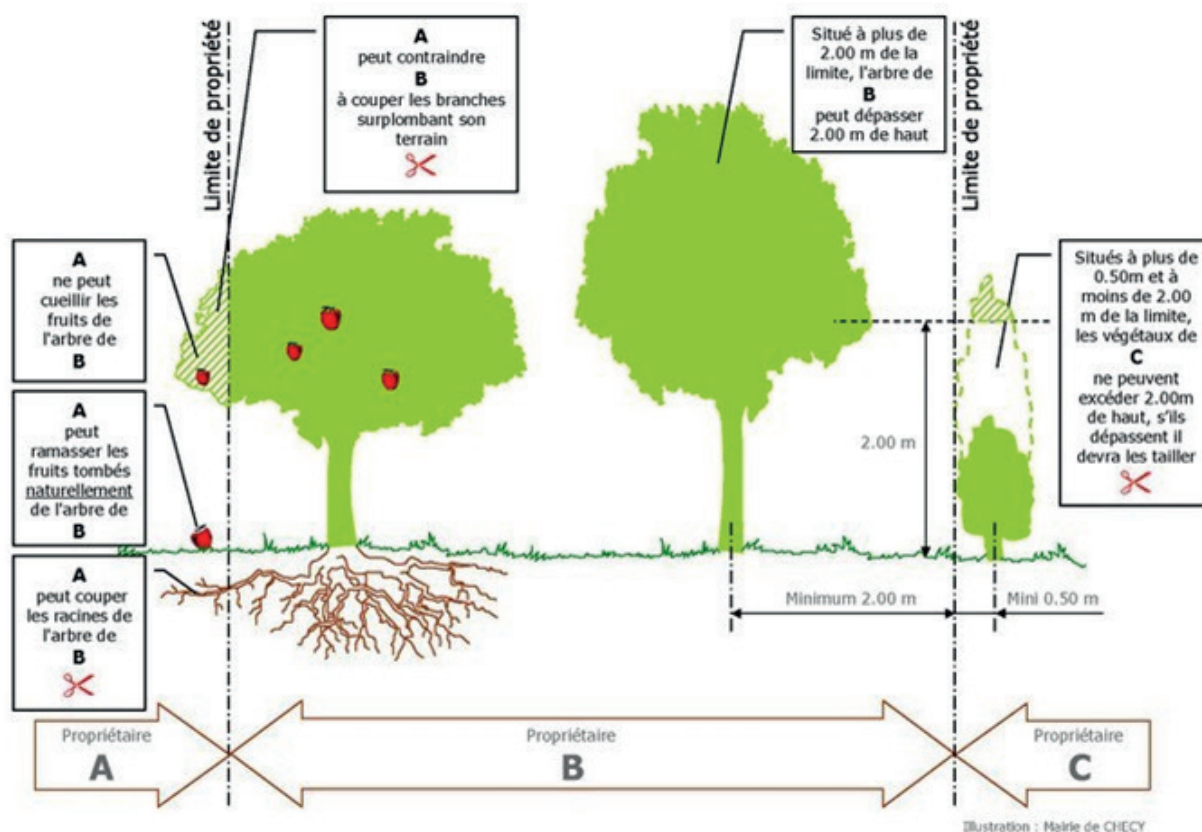 Limite de propriété
A
peut contraindre
B
à couper les branches
surplombant son
terrain
Situé à plus de
2.00 m de la
limite, l'arbre de
B
peut dépasser
2.00 m de haut
Limite de propriété
A
ne peut
cueillir les
fruits de
l'arbre de
B
Situés à plus de
0.50m et à
moins de 2.00
m de la limite,
les végétaux de
C
ne peuvent
excéder 2.00m
de haut, s'ils
dépassent il
devra les tailler
A
peut
ramasser les
fruits tombés
naturellement
de l'arbre de
B
2.00 m
A
peut couper
les racines de
l'arbre de
B
Minimum 2.00 m
Mini 0.50 m
Propriétaire
A
Propriétaire
B
Propriétaire
C
Illustration : Mairie de CHECY